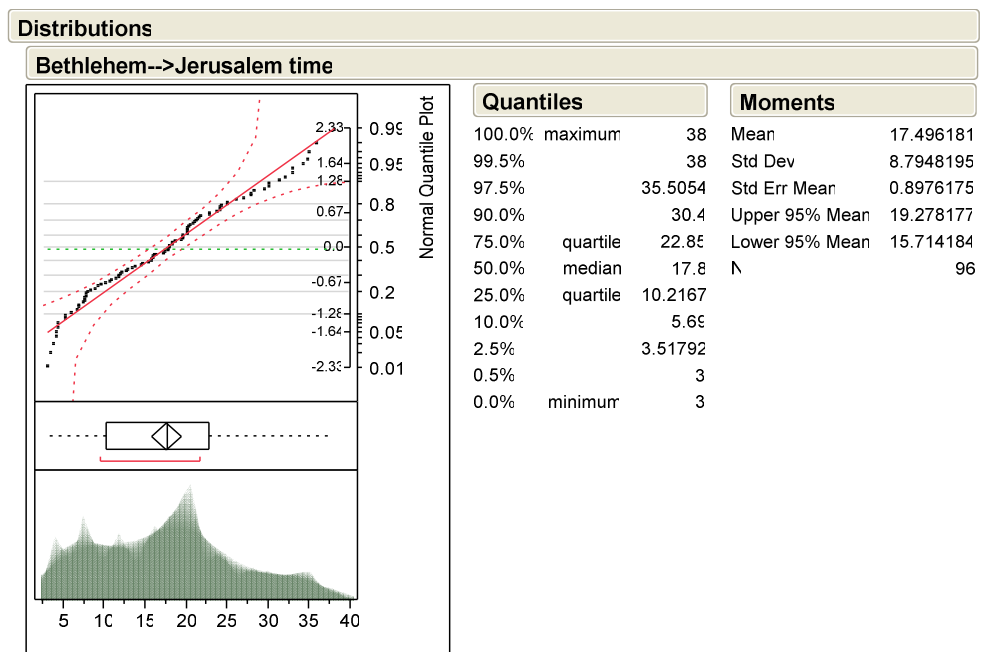 Distributions
Bethlehem-->Jerusalem time
Normal Quantile Plot
2.33 0.99
1.64 0.95
1.28
0.67 0.8
0.0 0.5
-0.67 0.2
-1.28
-1.64 0.05
-2.33 0.01
5 10 15 20 25 30 35 40
Quantiles
100.0% maximum 38
99.5% 38
97.5% 35.5054
90.0% 30.4
75.0% quartile 22.85
50.0% median 17.8
25.0% quartile 10.2167
10.0% 5.69
2.5% 3.51792
0.5% 3
0.0% minimum 3
Moments
Mean 17.496181
Std Dev 8.7948195
Std Err Mean 0.8976175
Upper 95% Mean 19.278177
Lower 95% Mean 15.714184
N 96